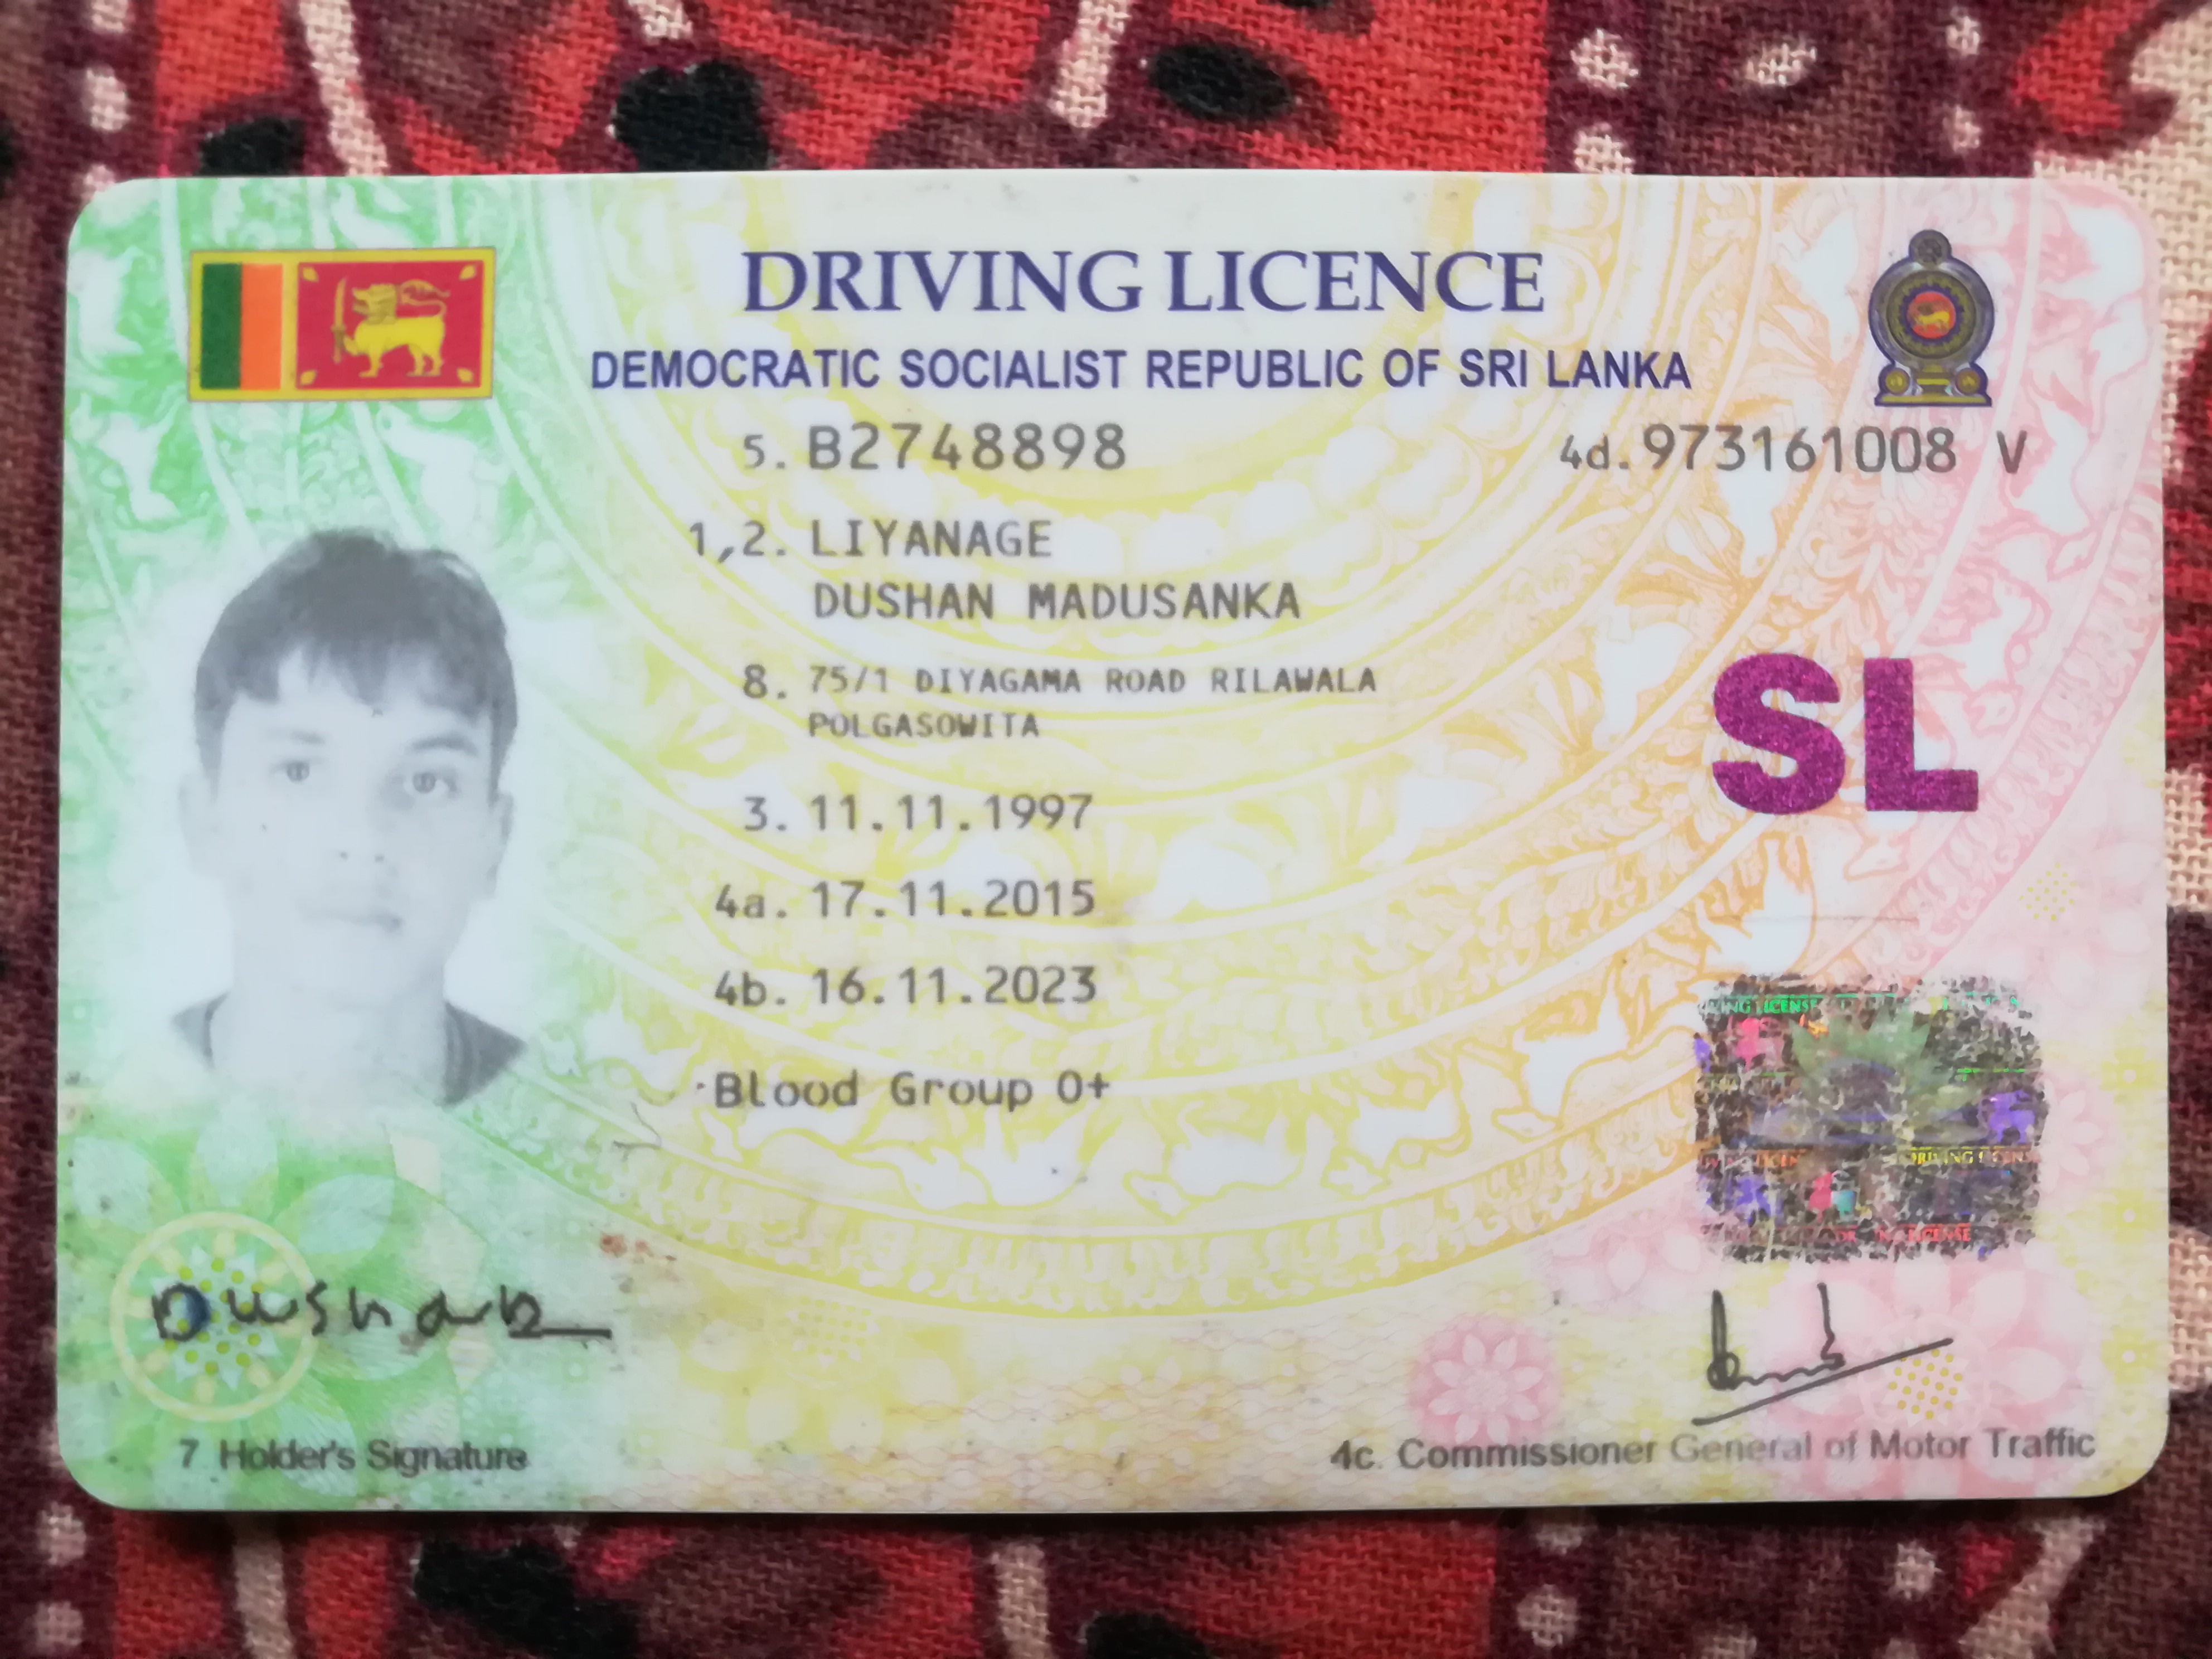 DRIVING LICENCE
DEMOCRATIC SOCIALIST REPUBLIC OF SRI LANKA
5. B2748898 4d.973161008 V
1,2. LIYANAGE
DUSHAN MADUSANKA
8. 75/1 DIYAGAMA ROAD RILAWALA
POLGASOWITA
SL
3. 11.11.1997
4a. 17.11.2015
4b. 16.11.2023
Blood Group O+
DRIVING LICENSE
Dushan
7 Holder's Signature
4c. Commissioner General of Motor Traffic